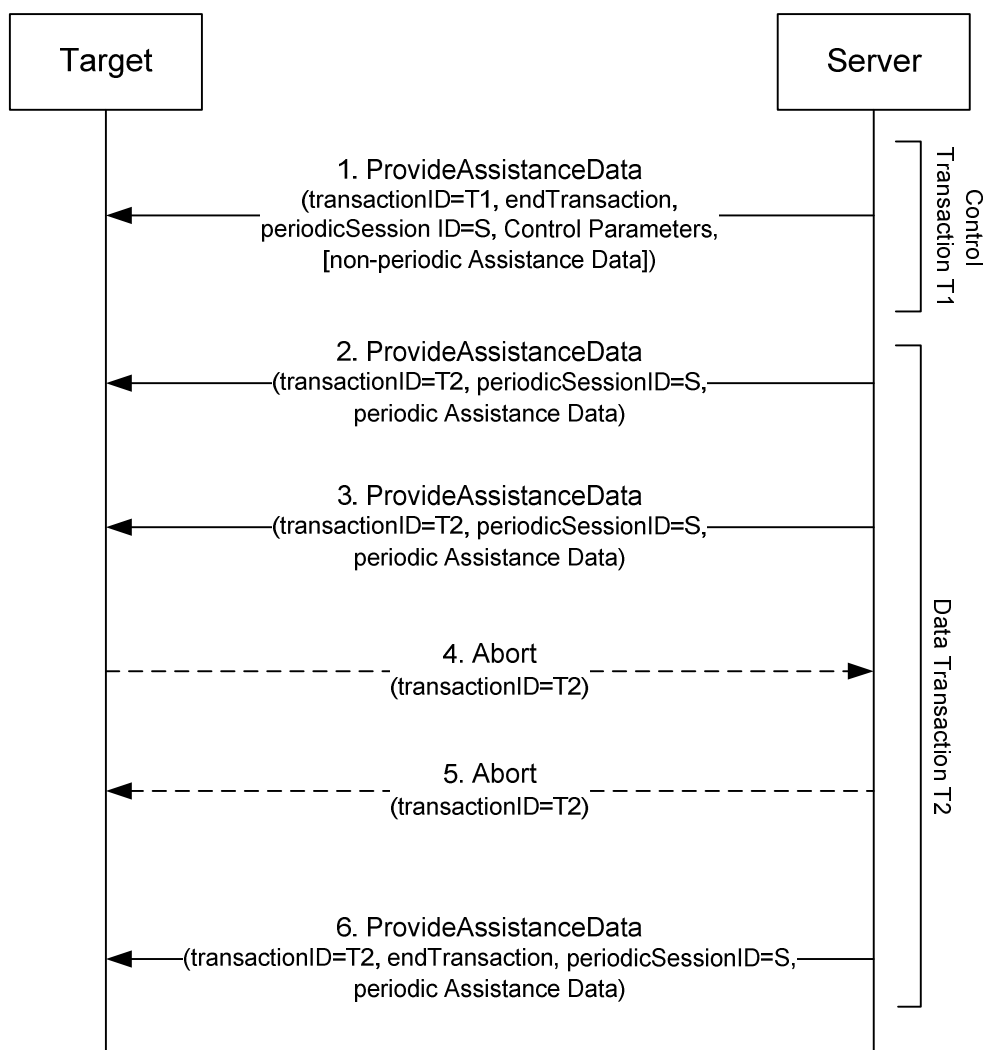 Target
Server
1. ProvideAssistanceData
(transactionID=T1, endTransaction,
periodicSession ID=S, Control Parameters,
[non-periodic Assistance Data])
Control
Transaction T1
2. ProvideAssistanceData
(transactionID=T2, periodicSessionID=S,
periodic Assistance Data)
3. ProvideAssistanceData
(transactionID=T2, periodicSessionID=S,
periodic Assistance Data)
Data Transaction T2
4. Abort
(transactionID=T2)
5. Abort
(transactionID=T2)
6. ProvideAssistanceData
(transactionID=T2, endTransaction, periodicSessionID=S,
periodic Assistance Data)